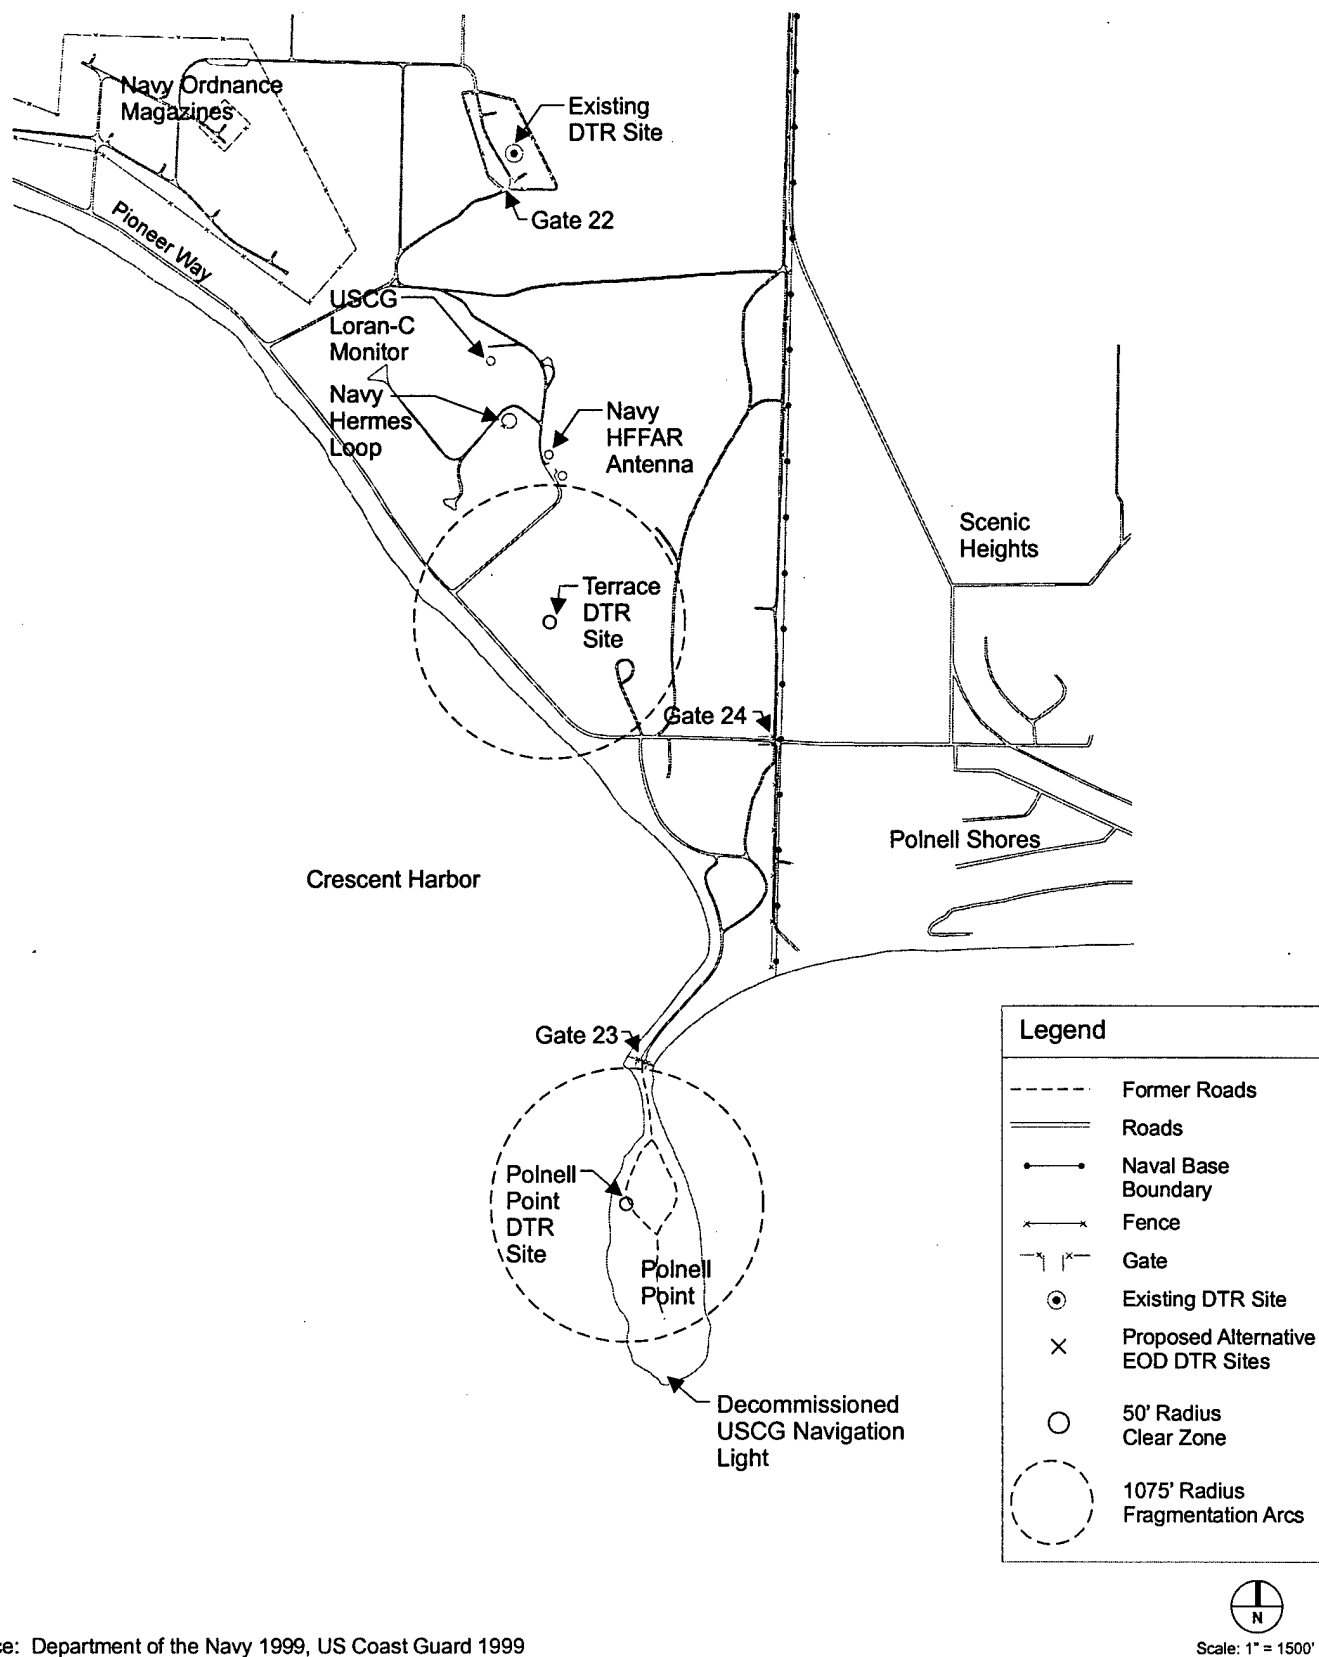 Navy Ordnance
Magazines
Existing
DTR Site
Gate 22
Pioneer Way
USCG
Loran-C
Monitor
Navy
Hermes
Loop
Navy
HFFAR
Antenna
Scenic
Heights
Terrace
DTR
Site
Gate 24
Polnell Shores
Crescent Harbor
Gate 23
Polnell
Point
DTR
Site
Polnell
Point
Decommissioned
USCG Navigation
Light
Legend
Former Roads
Roads
Naval Base
Boundary
Fence
Gate
Existing DTR Site
Proposed Alternative
EOD DTR Sites
50' Radius
Clear Zone
1075' Radius
Fragmentation Arcs
N
Scale: 1" = 1500'
ce: Department of the Navy 1999, US Coast Guard 1999